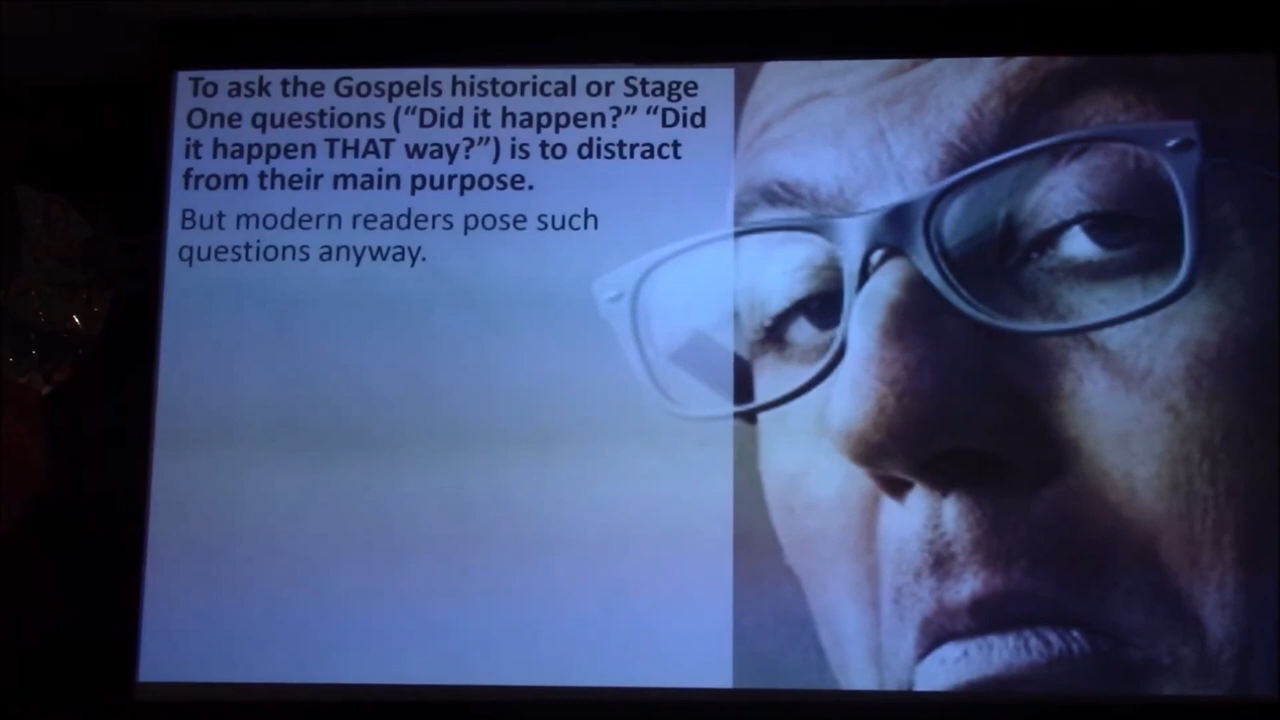 To ask the Gospels historical or Stage
One questions (“Did it happen?” “Did
it happen THAT way?”) is to distract
from their main purpose.
But modern readers pose such
questions anyway.